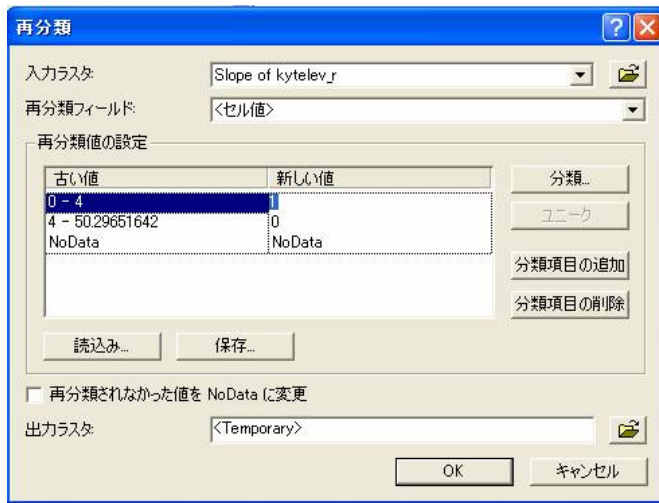 再分類
入力ラスタ: Slope of kytelev_r
再分類フィールド: <セル値>
再分類値の設定
古い値 新しい値
0 - 4 1
4 - 50.29651642 0
NoData NoData
分類...
ユニーク
分類項目の追加
分類項目の削除
読込み... 保存...
再分類されなかった値を NoData に変更
出力ラスタ: <Temporary>
OK キャンセル